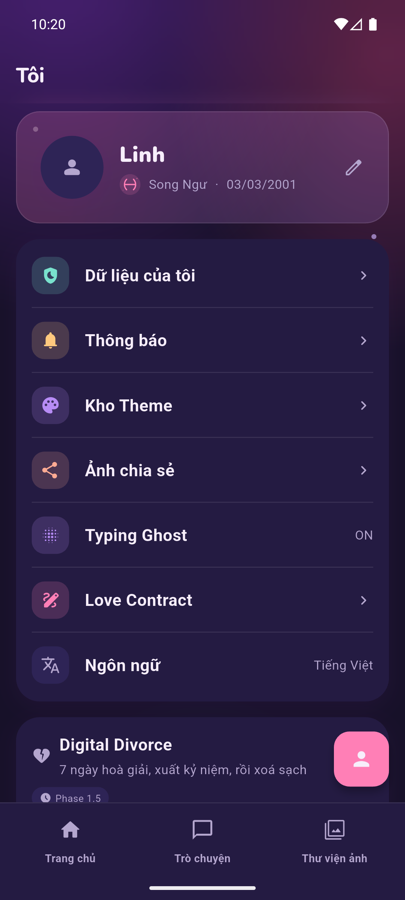 10:20
Tôi
Linh
Song Ngư · 03/03/2001
Dữ liệu của tôi
Thông báo
Kho Theme
Ảnh chia sẻ
Typing Ghost ON
Love Contract
Ngôn ngữ Tiếng Việt
Digital Divorce
7 ngày hoà giải, xuất kỷ niệm, rồi xoá sạch
Phase 1.5
Trang chủ Trò chuyện Thư viện ảnh